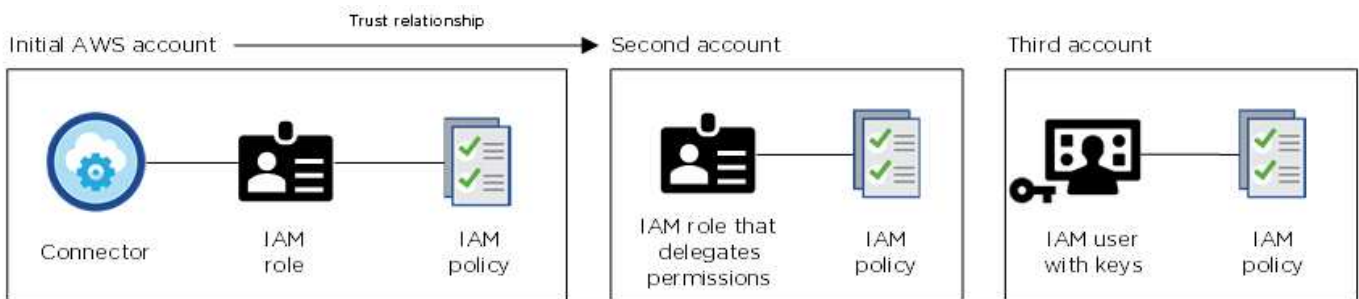 Trust relationship
Initial AWS account
Second account
Third account
Connector
IAM
role
IAM
policy
IAM role that
delegates
permissions
IAM
policy
IAM user
with keys
IAM
policy